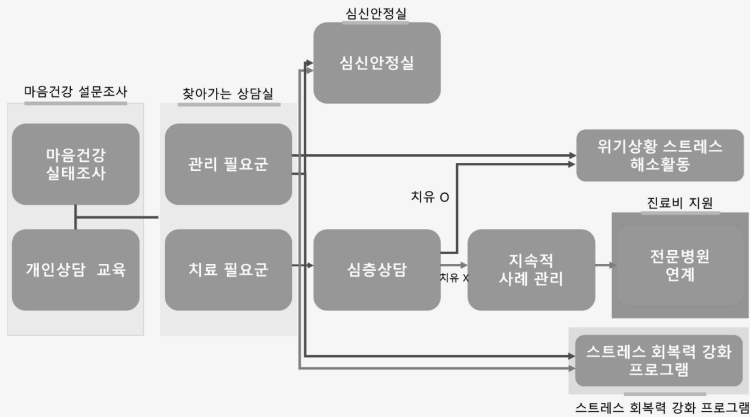 심신안정실
심신안정실
마음건강 설문조사
찾아가는 상담실
마음건강
실태조사
관리 필요군
위기상황 스트레스
해소활동
치유 O
진료비 지원
개인상담 교육
치료 필요군
심층상담
치유 X
지속적
사례 관리
전문병원
연계
스트레스 회복력 강화
프로그램
스트레스 회복력 강화 프로그램